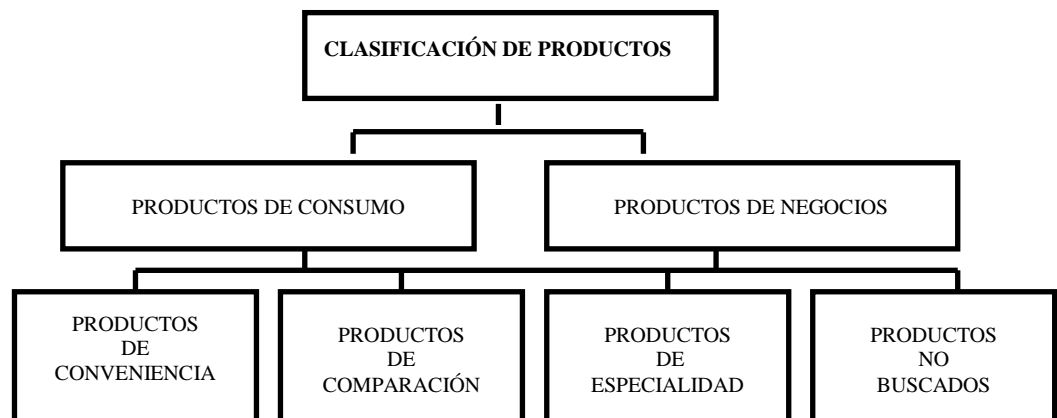 CLASIFICACIÓN DE PRODUCTOS
PRODUCTOS DE CONSUMO
PRODUCTOS DE NEGOCIOS
PRODUCTOS
DE
CONVENIENCIA
PRODUCTOS
DE
COMPARACIÓN
PRODUCTOS
DE
ESPECIALIDAD
PRODUCTOS
NO
BUSCADOS